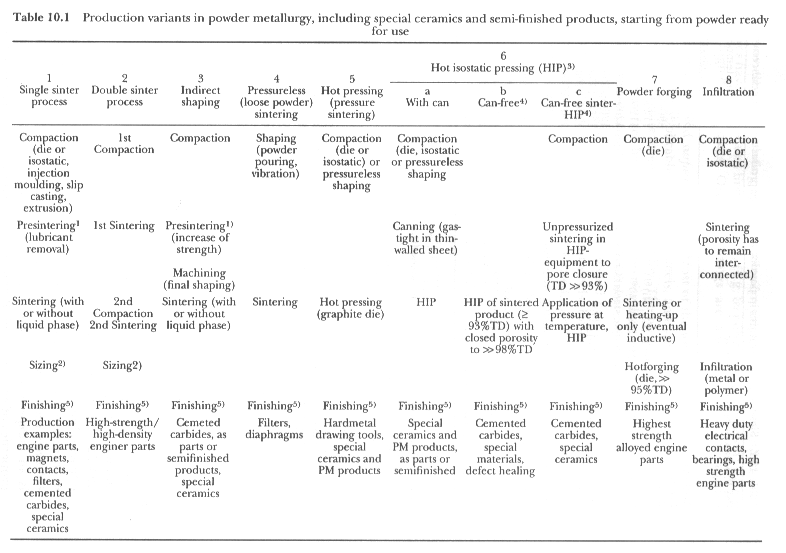 Table 10.1 Production variants in powder metallurgy, including special ceramics and semi-finished products, starting from powder ready
for use
1
Single sinter
process
2
Double sinter
process
3
Indirect
shaping
4
Pressureless
(loose powder)
sintering
5
Hot pressing
(pressure
sintering)
6
Hot isostatic pressing (HIP)3)
a
With can
b
Can-free4)
c
Can-free sinter-
HIP4)
7
Powder forging
8
Infiltration
Compaction
(die or
isostatic,
injection
moulding, slip
casting,
extrusion)
1st
Compaction
Compaction
Shaping
(powder
pouring,
vibration)
Compaction
(die or
isostatic) or
pressureless
shaping
Compaction
(die, isostatic
or pressureless
shaping
Compaction
Compaction
(die)
Compaction
(die or
isostatic)
Presintering1
(lubricant
removal)
1st Sintering
Presintering1)
(increase of
strength)
Machining
(final shaping)
Canning (gas-
tight in thin-
walled sheet)
Unpressurized
sintering in
HIP-
equipment to
pore closure
(TD >>93%)
Sintering
(porosity has
to remain
inter-
connected)
Sintering (with
or without
liquid phase)
2nd
Compaction
2nd Sintering
Sintering (with
or without
liquid phase)
Sintering
Hot pressing
(graphite die)
HIP
HIP of sintered
product (≥
93%TD) with
closed porosity
to >>98%TD
Application of
pressure at
temperature,
HIP
Sintering or
heating-up
only (eventual
inductive)
Sizing2)
Sizing2)
Hotforging
(die, >>
95%TD)
Infiltration
(metal or
polymer)
Finishing5)
Finishing5)
Finishing5)
Finishing5)
Finishing5)
Finishing5)
Finishing5)
Finishing5)
Finishing5)
Finishing5)
Production
examples:
engine parts,
magnets,
contacts,
filters,
cemented
carbides,
special
ceramics
High-strength/
high-density
enginer parts
Cemeted
carbides, as
parts or
semifinished
products,
special
ceramics
Filters,
diaphragms
Hardmetal
drawing tools,
special
ceramics and
PM products
Special
ceramics and
PM products,
as parts or
semifinished
Cemented
carbides,
special
materials,
defect healing
Cemented
carbides,
special
ceramics
Highest
strength
alloyed engine
parts
Heavy duty
electrical
contacts,
bearings, high
strength
engine parts